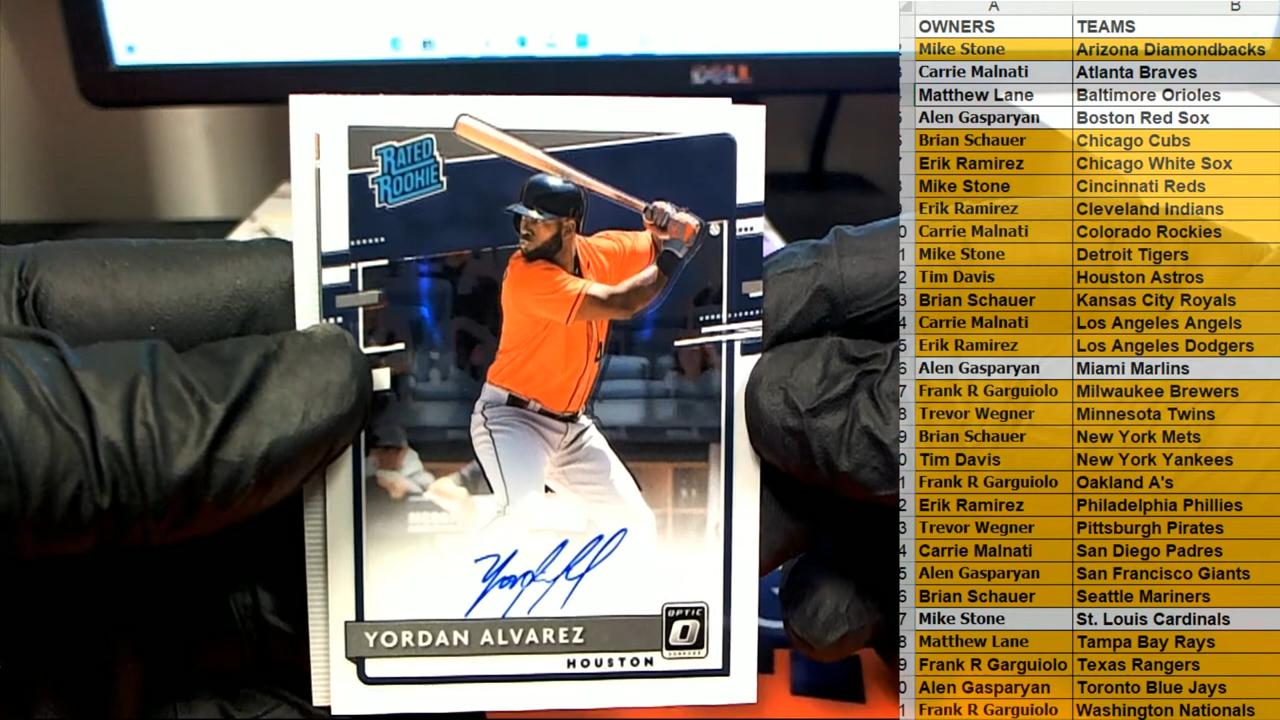 DELL
RATED
ROOKIE
YORDAN ALVAREZ
OPTIC
HOUSTON
A B
OWNERS TEAMS
Mike Stone Arizona Diamondbacks
Carrie Malnati Atlanta Braves
Matthew Lane Baltimore Orioles
Alen Gasparyan Boston Red Sox
Brian Schauer Chicago Cubs
Erik Ramirez Chicago White Sox
Mike Stone Cincinnati Reds
Erik Ramirez Cleveland Indians
Carrie Malnati Colorado Rockies
Mike Stone Detroit Tigers
Tim Davis Houston Astros
Brian Schauer Kansas City Royals
Carrie Malnati Los Angeles Angels
Erik Ramirez Los Angeles Dodgers
Alen Gasparyan Miami Marlins
Frank R Garguiolo Milwaukee Brewers
Trevor Wegner Minnesota Twins
Brian Schauer New York Mets
Tim Davis New York Yankees
Frank R Garguiolo Oakland A's
Erik Ramirez Philadelphia Phillies
Trevor Wegner Pittsburgh Pirates
Carrie Malnati San Diego Padres
Alen Gasparyan San Francisco Giants
Brian Schauer Seattle Mariners
Mike Stone St. Louis Cardinals
Matthew Lane Tampa Bay Rays
Frank R Garguiolo Texas Rangers
Alen Gasparyan Toronto Blue Jays
Frank R Garguiolo Washington Nationals